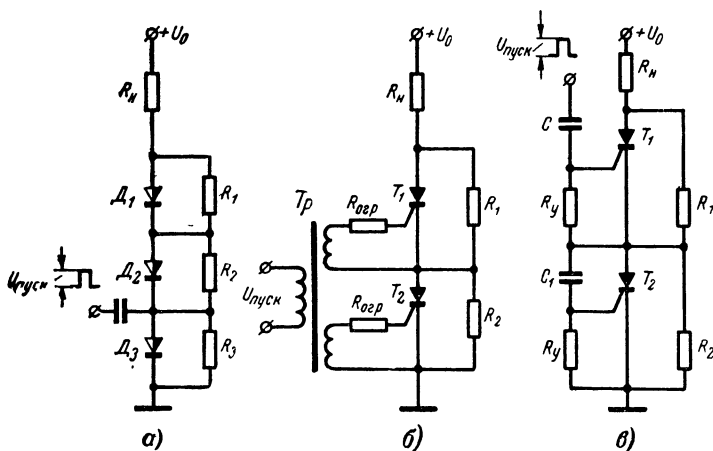 +U₀
Rн
Д₁
R₁
Д₂
R₂
Uпуск
Д₃
R₃
а)
+U₀
Rн
Тр
Rогр
T₁
R₁
Uпуск
Rогр
T₂
R₂
б)
Uпуск
+U₀
Rн
C
T₁
Rу
R₁
C₁
T₂
Rу
R₂
в)